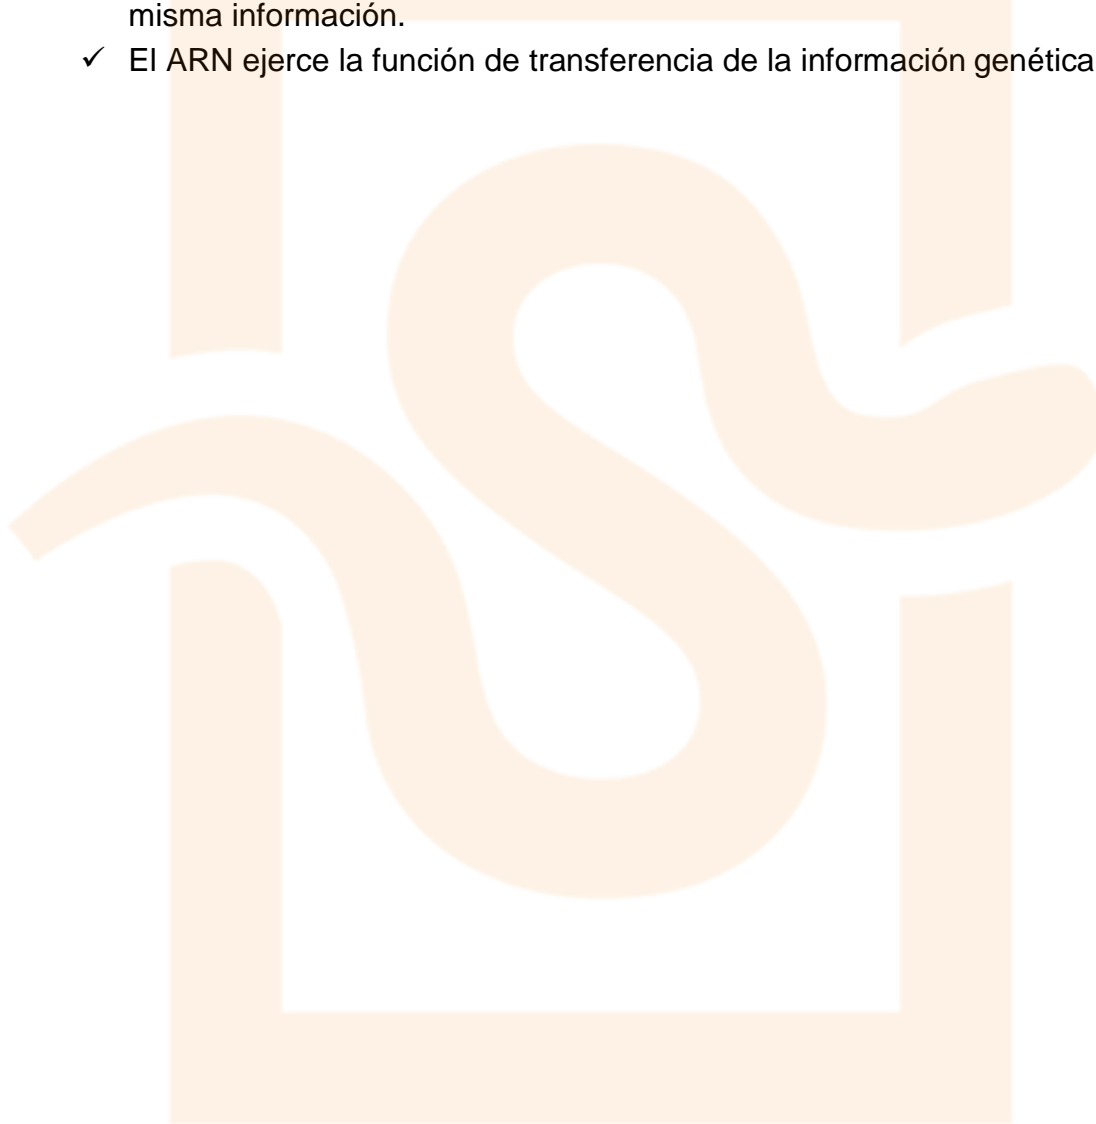 misma información.
✓ El ARN ejerce la función de transferencia de la información genética